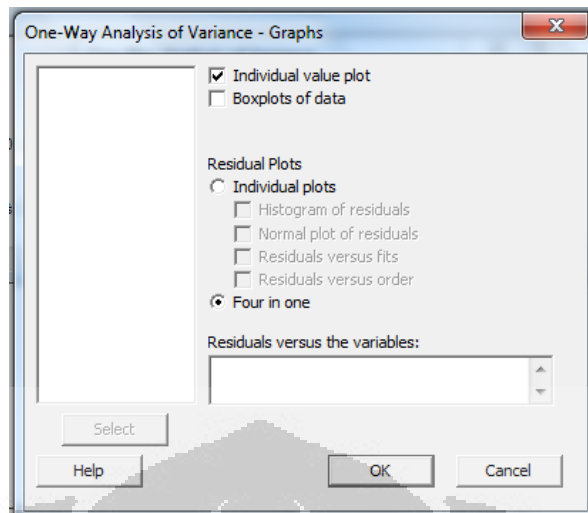 One-Way Analysis of Variance - Graphs
Individual value plot
Boxplots of data
Residual Plots
Individual plots
Histogram of residuals
Normal plot of residuals
Residuals versus fits
Residuals versus order
Four in one
Residuals versus the variables:
Select
Help
OK
Cancel